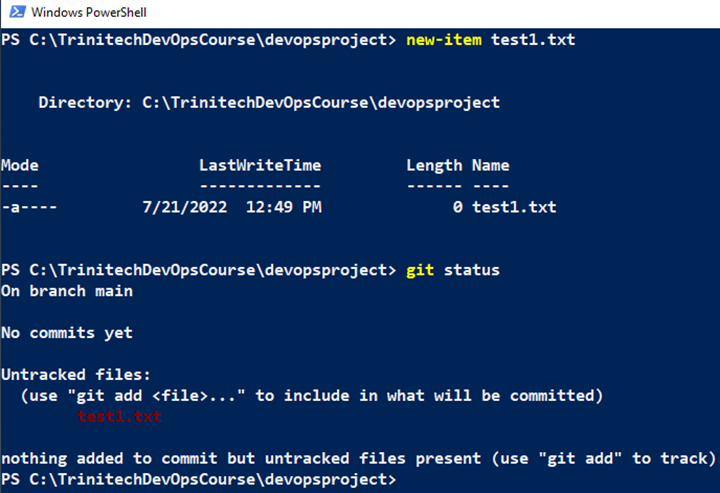 Windows PowerShell
PS C:\TrinitechDevOpsCourse\devopsproject> new-item test1.txt
Directory: C:\TrinitechDevOpsCourse\devopsproject
Mode LastWriteTime Length Name
---- ------------- ------ ----
-a---- 7/21/2022 12:49 PM 0 test1.txt
PS C:\TrinitechDevOpsCourse\devopsproject> git status
On branch main
No commits yet
Untracked files:
(use "git add <file>..." to include in what will be committed)
test1.txt
nothing added to commit but untracked files present (use "git add" to track)
PS C:\TrinitechDevOpsCourse\devopsproject>